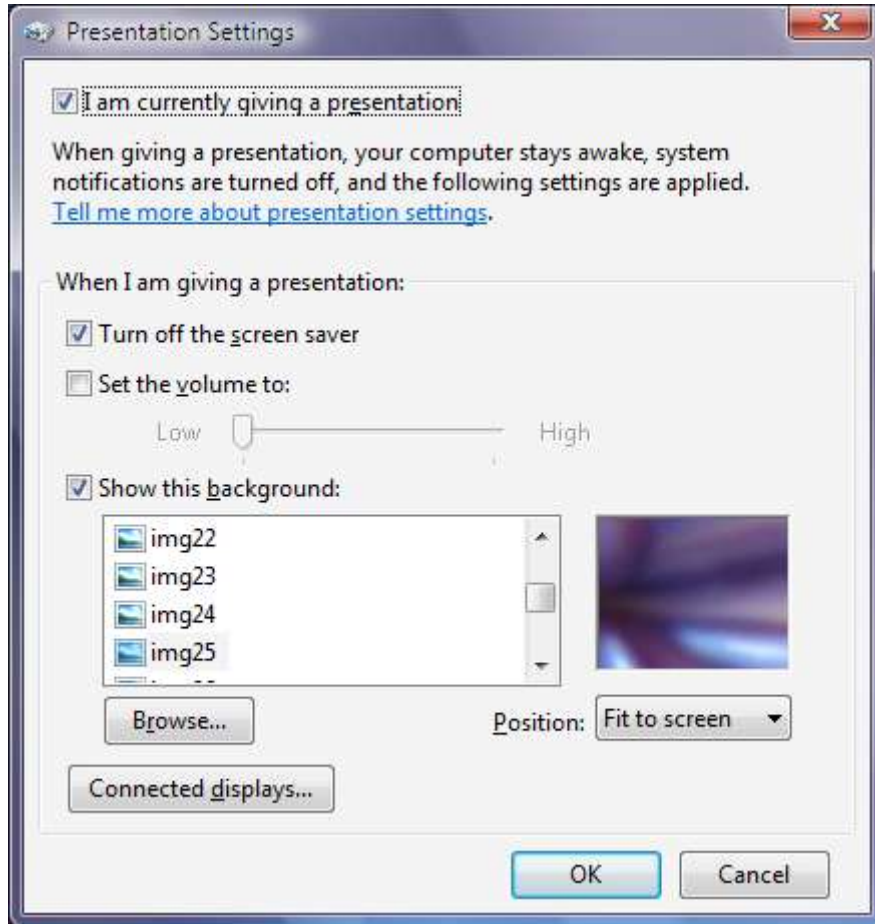 Presentation Settings
I am currently giving a presentation
When giving a presentation, your computer stays awake, system
notifications are turned off, and the following settings are applied.
Tell me more about presentation settings.
When I am giving a presentation:
Turn off the screen saver
Set the volume to:
Low High
Show this background:
img22
img23
img24
img25
Browse...
Position: Fit to screen
Connected displays...
OK Cancel